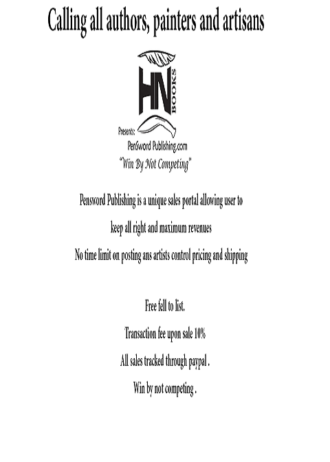 Calling all authors, painters and artisans
HN
BOOKS
Presents:
PenSword Publishing.com
"Win By Not Competing"
Pensword Publishing is a unique sales portal allowing user to
keep all right and maximum revenues
No time limit on posting ans artists control pricing and shipping
Free fell to list.
Transaction fee upon sale 10%
All sales tracked through paypal .
Win by not competing .